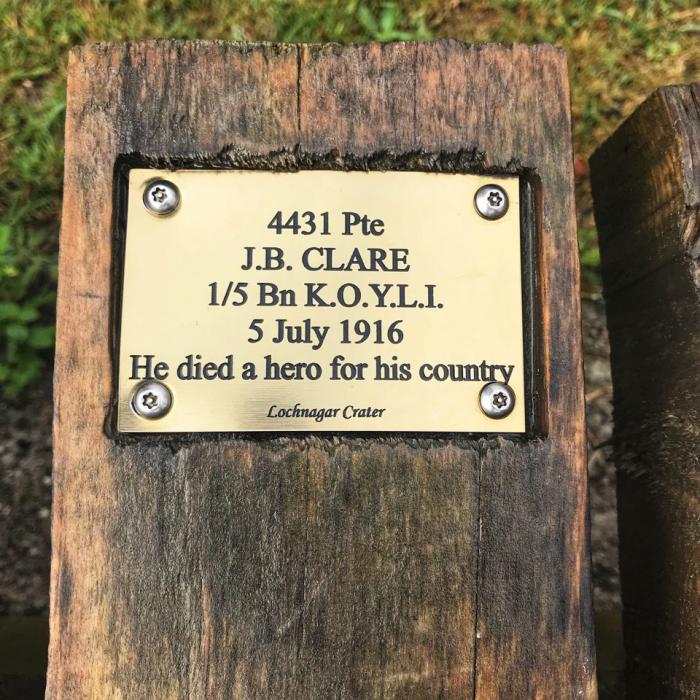 4431 Pte
J.B. CLARE
1/5 Bn K.O.Y.L.I.
5 July 1916
He died a hero for his country
Lochnagar Crater